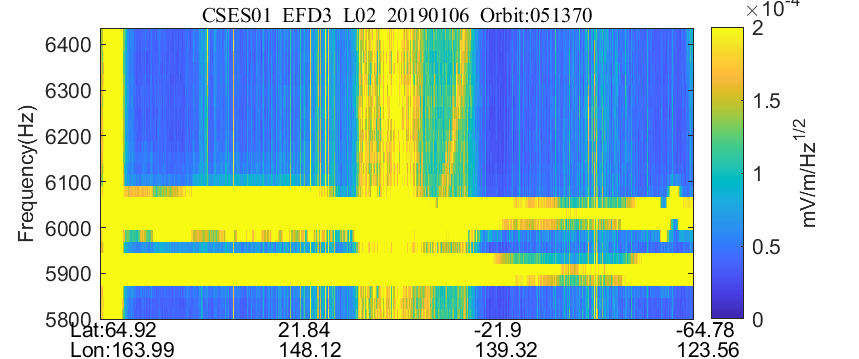 CSES01 EFD3 L02 20190106 Orbit:051370
×10⁻⁴
Frequency(Hz)
6400
6300
6200
6100
6000
5900
5800
2
1.5
1
0.5
0
mV/m/Hz^1/2
Lat:64.92 21.84 -21.9 -64.78
Lon:163.99 148.12 139.32 123.56